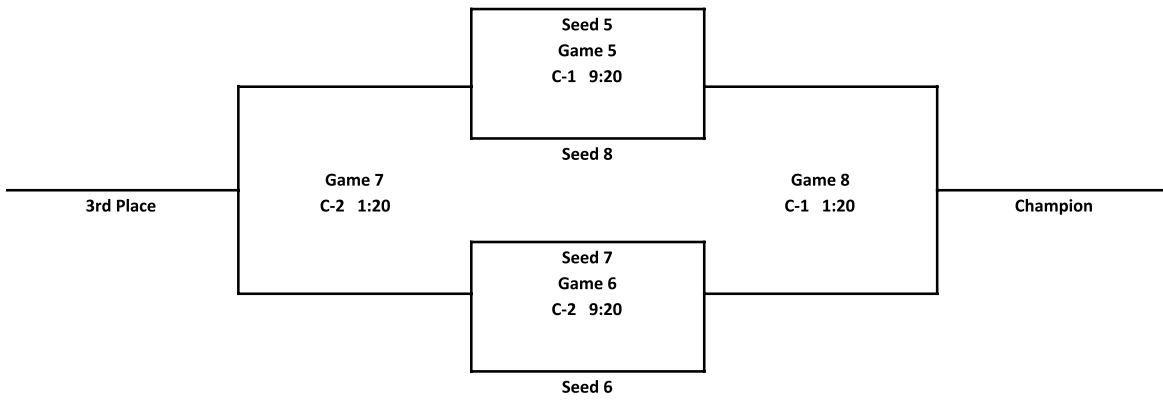 Seed 5
Game 5
C-1 9:20
Seed 8
Game 7
C-2 1:20
Game 8
C-1 1:20
3rd Place
Champion
Seed 7
Game 6
C-2 9:20
Seed 6